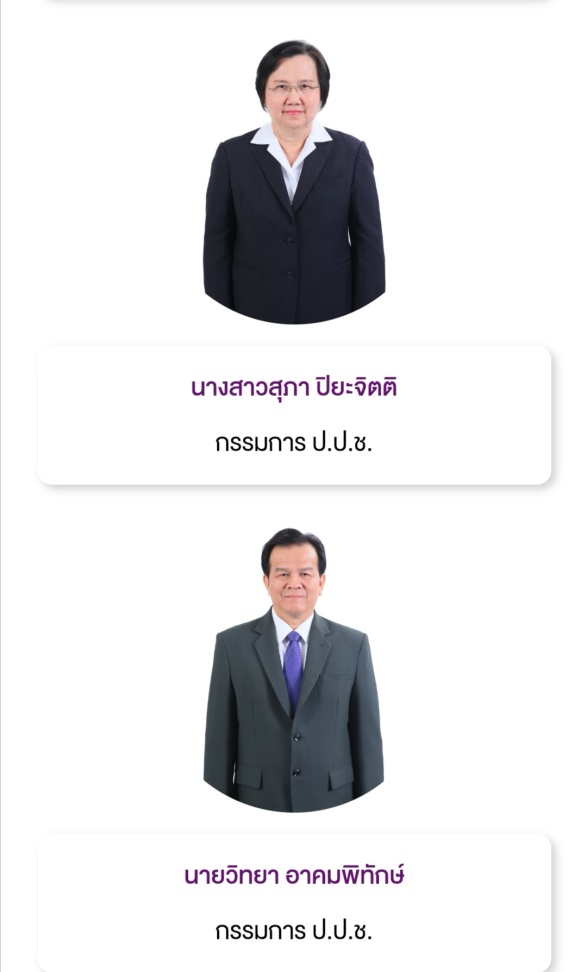 นางสาวสุภา ปิยะจิตติ
กรรมการ ป.ป.ช.
นายวิทยา อาคมพิทักษ์
กรรมการ ป.ป.ช.